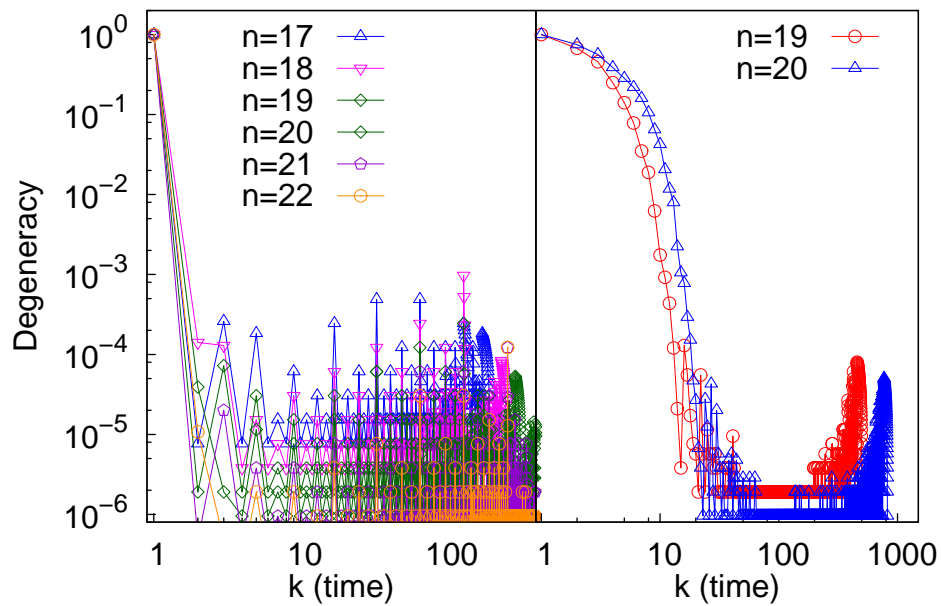 Degeneracy
10^0
10^−1
10^−2
10^−3
10^−4
10^−5
10^−6
n=17
n=18
n=19
n=20
n=21
n=22
1 10 100
k (time)
n=19
n=20
1 10 100 1000
k (time)